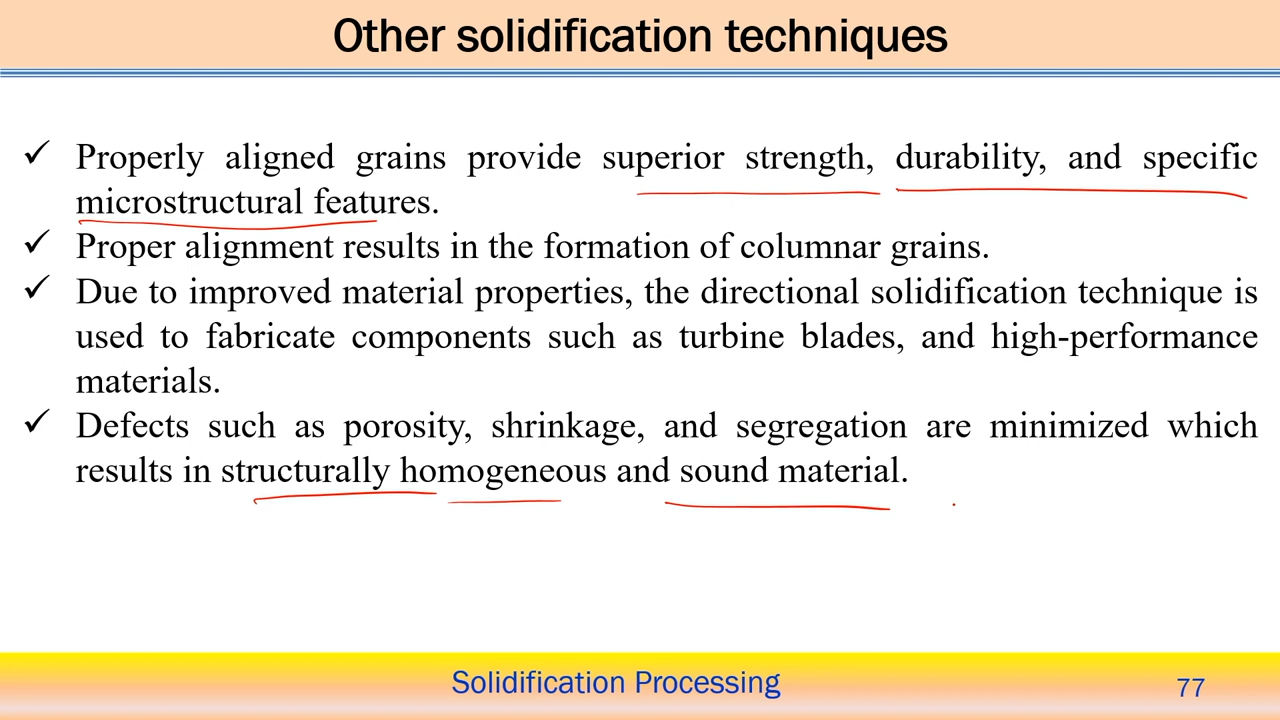 Other solidification techniques
✓ Properly aligned grains provide superior strength, durability, and specific
microstructural features.
✓ Proper alignment results in the formation of columnar grains.
✓ Due to improved material properties, the directional solidification technique is
used to fabricate components such as turbine blades, and high-performance
materials.
✓ Defects such as porosity, shrinkage, and segregation are minimized which
results in structurally homogeneous and sound material.
Solidification Processing
77